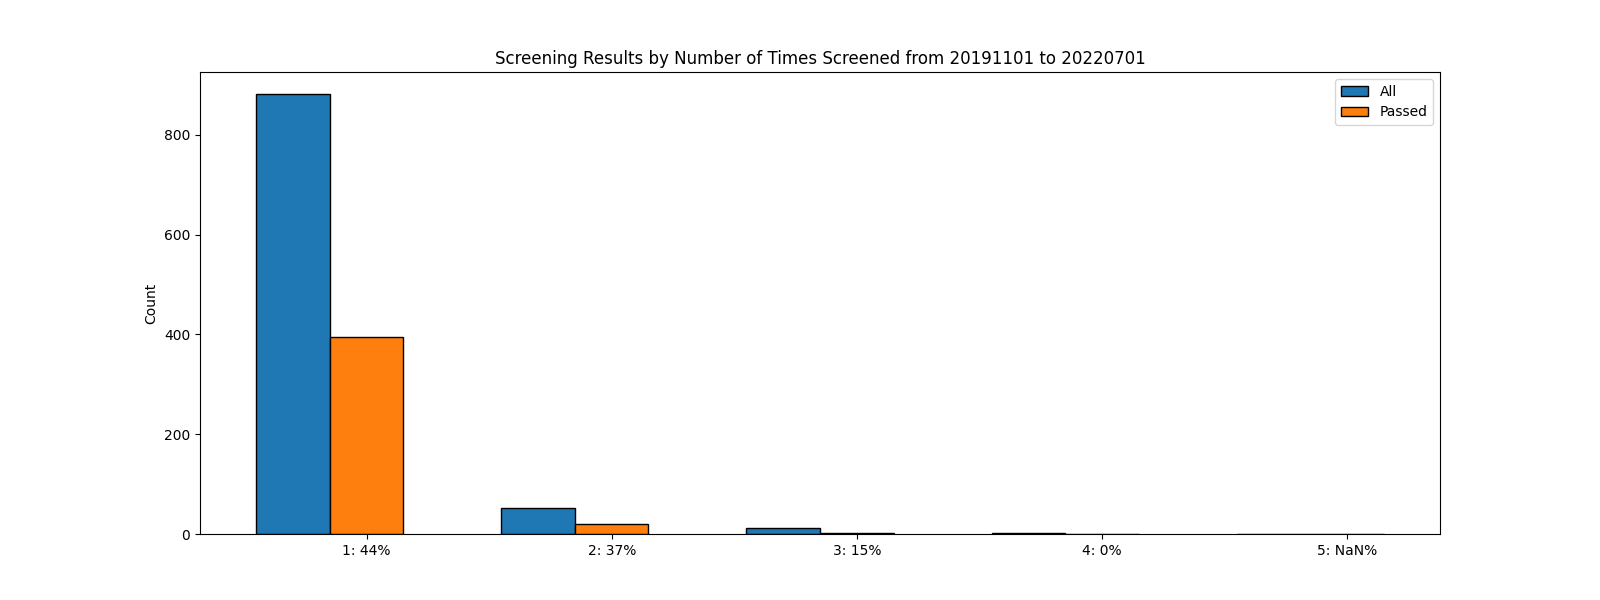 Screening Results by Number of Times Screened from 20191101 to 20220701
All
Passed
800
600
400
200
0
Count
1: 44%
2: 37%
3: 15%
4: 0%
5: NaN%